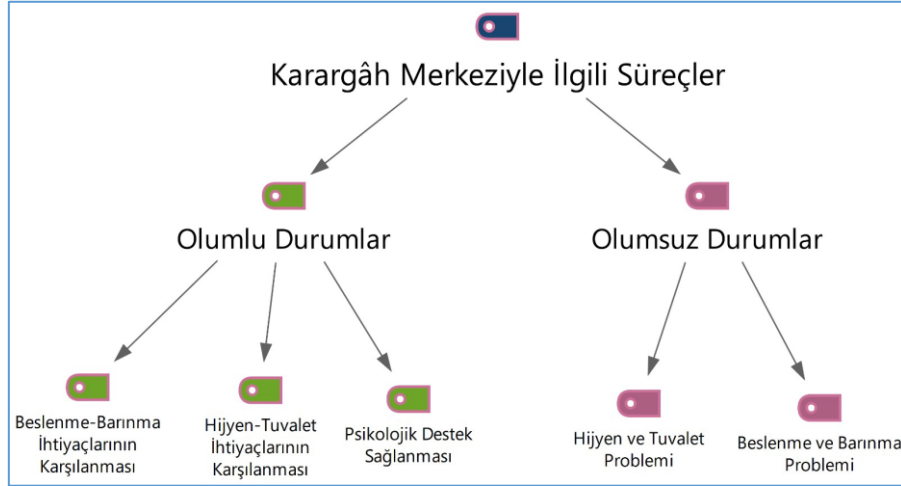 Karargâh Merkeziyle İlgili Süreçler
Olumlu Durumlar
Olumsuz Durumlar
Beslenme-Barınma
İhtiyaçlarının
Karşılanması
Hijyen-Tuvalet
İhtiyaçlarının
Karşılanması
Psikolojik Destek
Sağlanması
Hijyen ve Tuvalet
Problemi
Beslenme ve Barınma
Problemi